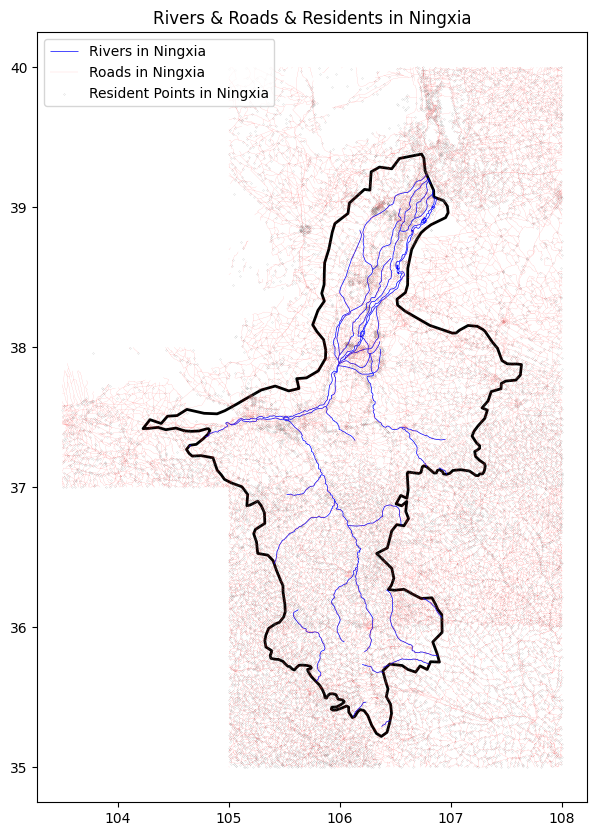 Rivers & Roads & Residents in Ningxia
Rivers in Ningxia
Roads in Ningxia
Resident Points in Ningxia
40
39
38
37
36
35
104
105
106
107
108